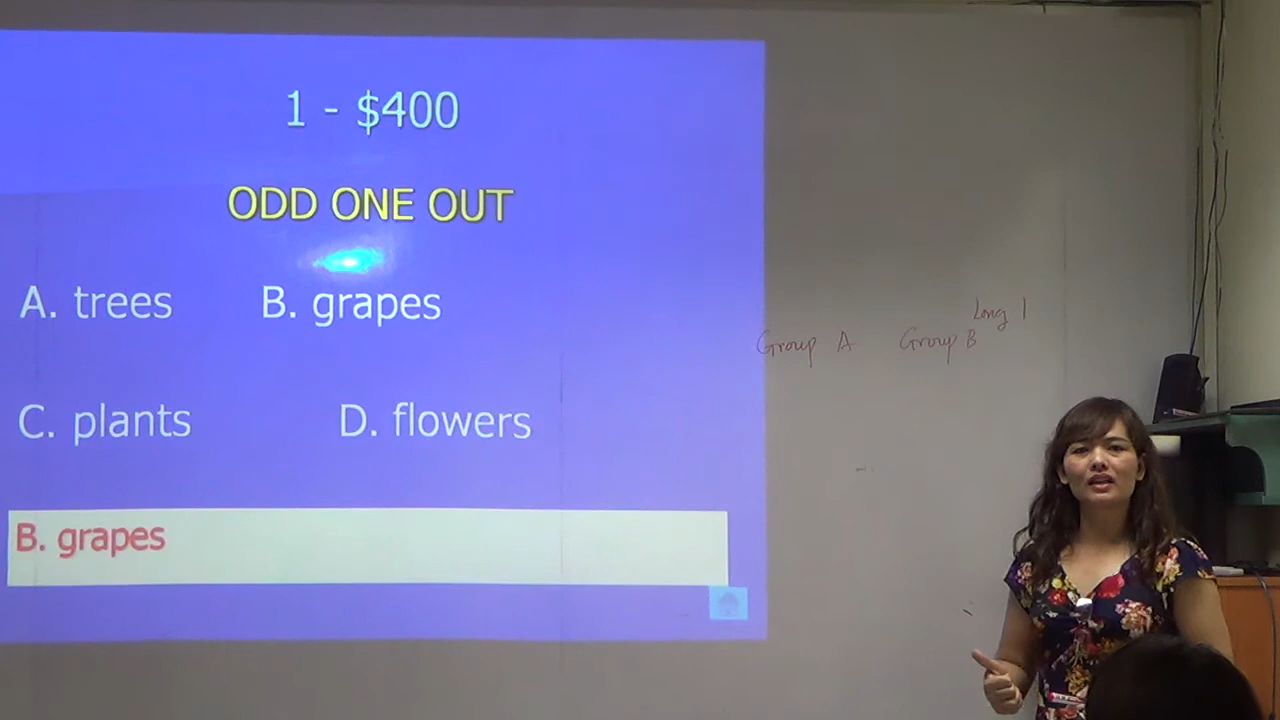 1 - $400
ODD ONE OUT
A. trees B. grapes
C. plants D. flowers
B. grapes
Long 1
Group A Group B